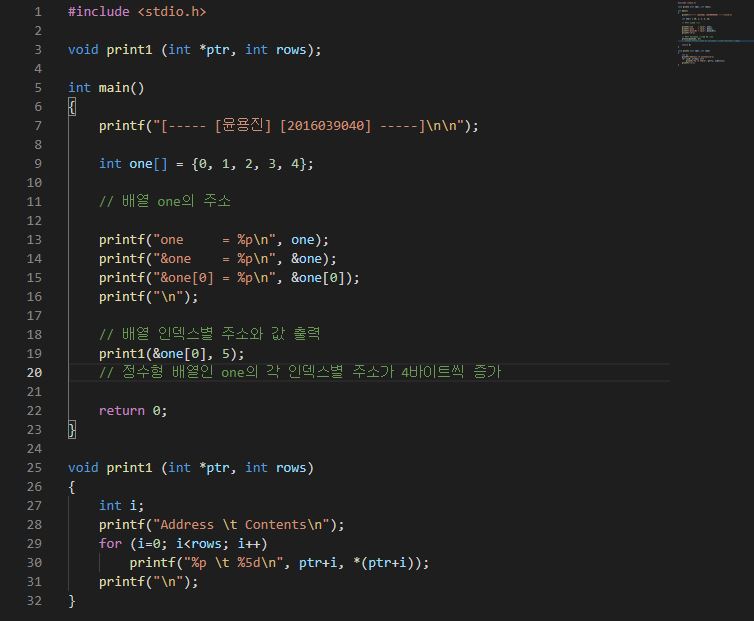 1 #include <stdio.h>
2
3 void print1 (int *ptr, int rows);
4
5 int main()
6 {
7     printf("[----- [윤용진] [2016039040] -----]\n\n");
8
9     int one[] = {0, 1, 2, 3, 4};
10
11     // 배열 one의 주소
12
13     printf("one     = %p\n", one);
14     printf("&one    = %p\n", &one);
15     printf("&one[0] = %p\n", &one[0]);
16     printf("\n");
17
18     // 배열 인덱스별 주소와 값 출력
19     print1(&one[0], 5);
20     // 정수형 배열인 one의 각 인덱스별 주소가 4바이트씩 증가
21
22     return 0;
23 }
24
25 void print1 (int *ptr, int rows)
26 {
27     int i;
28     printf("Address \t Contents\n");
29     for (i=0; i<rows; i++)
30         printf("%p \t %5d\n", ptr+i, *(ptr+i));
31     printf("\n");
32 }